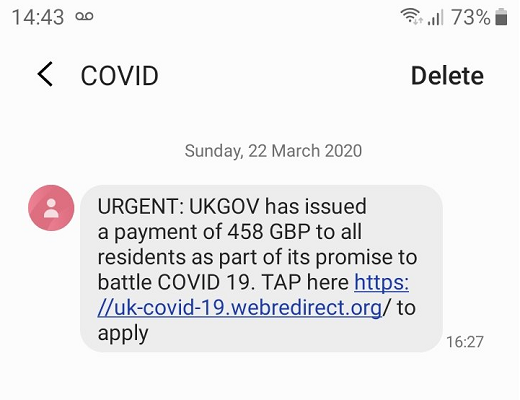 14:43 73%
COVID Delete
Sunday, 22 March 2020
URGENT: UKGOV has issued
a payment of 458 GBP to all
residents as part of its promise to
battle COVID 19. TAP here https:
//uk-covid-19.webredirect.org/ to
apply
16:27